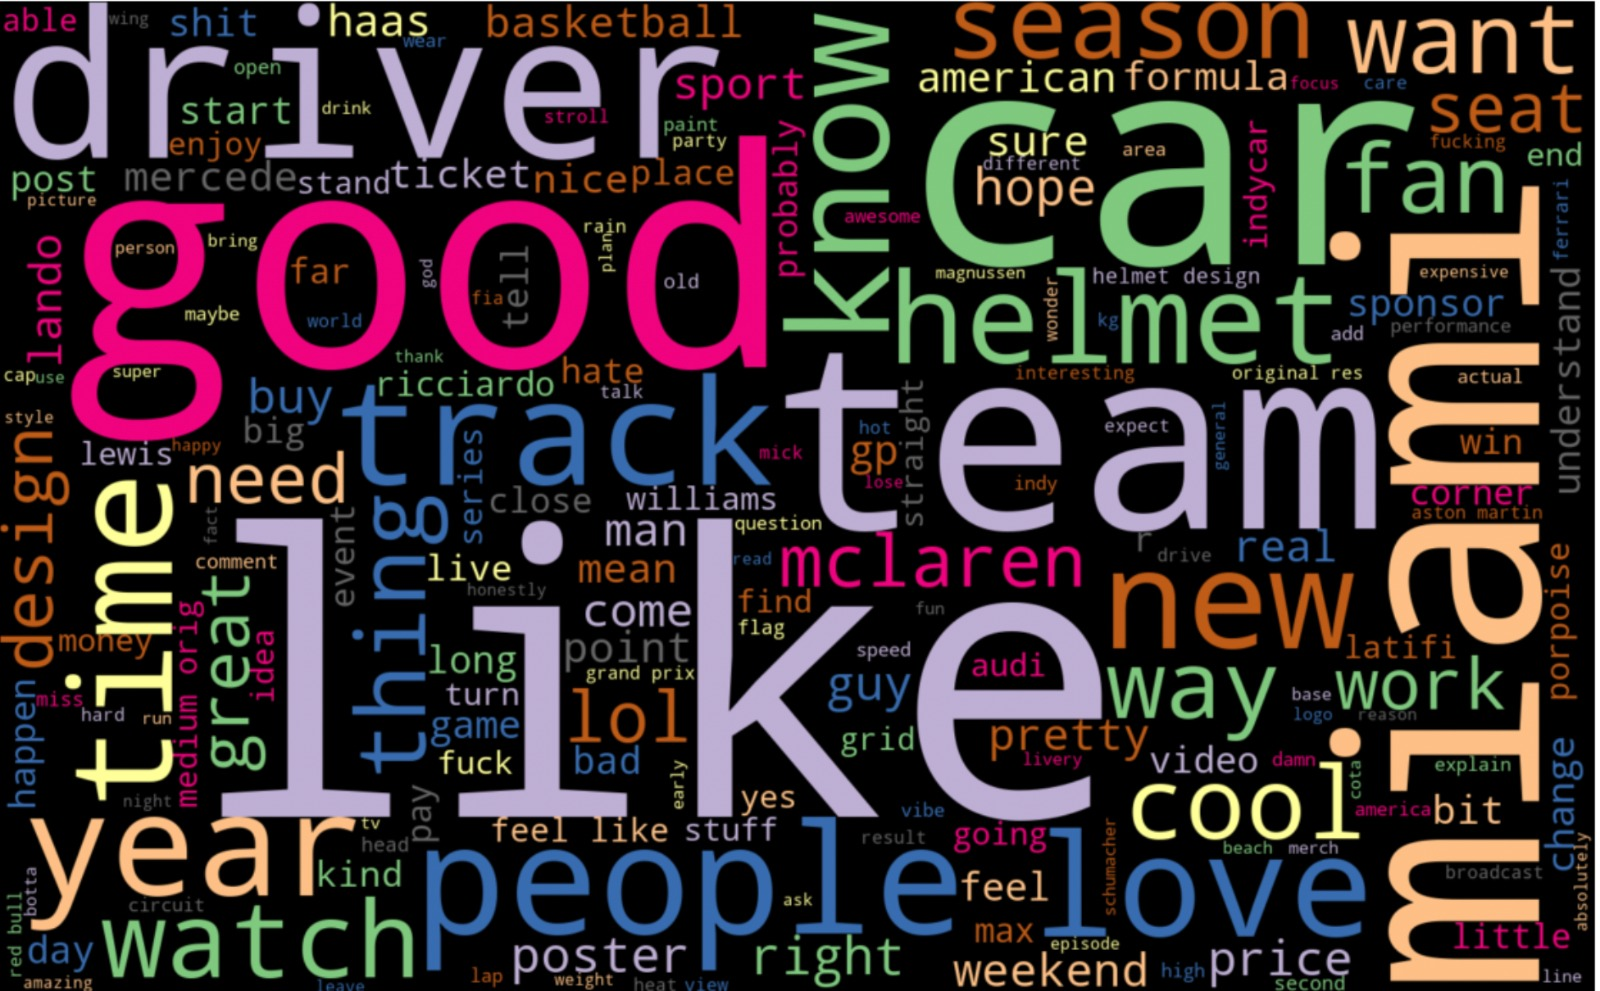 able
wing
shit
haas
wear
basketball
season
want
driver
open
sport
know
american
formula
focus
care
seat
start
drink
stroll
paint
party
enjoy
car
sure
different
area
hope
indycar
fan
fucking
end
post
picture
mercede
stand
ticket
nice
place
good
probably
awesome
ferrari
lando
person
bring
far
god
tell
rain
plan
old
fia
maybe
world
magnussen
helmet design
helmet
wonder
kg
add
sponsor
expensive
performance
understand
miami
cap
use
super
thank
ricciardo
hate
talk
interesting
original res
actual
style
buy
big
track
team
hot
straight
expect
general
win
lewis
happy
need
series
close
mick
gp
lose
indy
corner
aston martin
design
time
fact
event
thing
williams
man
question
r
drive
real
comment
great
like
live
honestly
mean
read
mclaren
new
porpoise
money
medium orig
idea
come
find
flag
fun
latifi
long
point
grand prix
speed
audi
way
work
happen
miss
hard
run
turn
game
lol
guy
base
logo
reason
grid
pretty
livery
video
damn
cota
explain
change
fuck
bad
early
night
pay
yes
vibe
cool
america
bit
year
tv
head
feel like
stuff
result
going
schumacher
beach
merch
broadcast
absolutely
kind
people
love
feel
botta
circuit
ask
red bull
day
watch
poster
right
max
episode
weekend
high
price
little
amazing
leave
lap
weight
heat
view
second
line